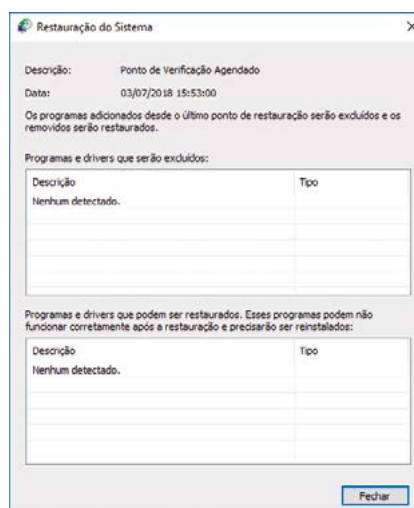 Restauração do Sistema
Descrição: Ponto de Verificação Agendado
Data: 03/07/2018 15:53:00
Os programas adicionados desde o último ponto de restauração serão excluídos e os
removidos serão restaurados.
Programas e drivers que serão excluídos:
Descrição Tipo
Nenhum detectado.
Programas e drivers que podem ser restaurados. Esses programas podem não
funcionar corretamente após a restauração e precisarão ser reinstalados:
Descrição Tipo
Nenhum detectado.
Fechar